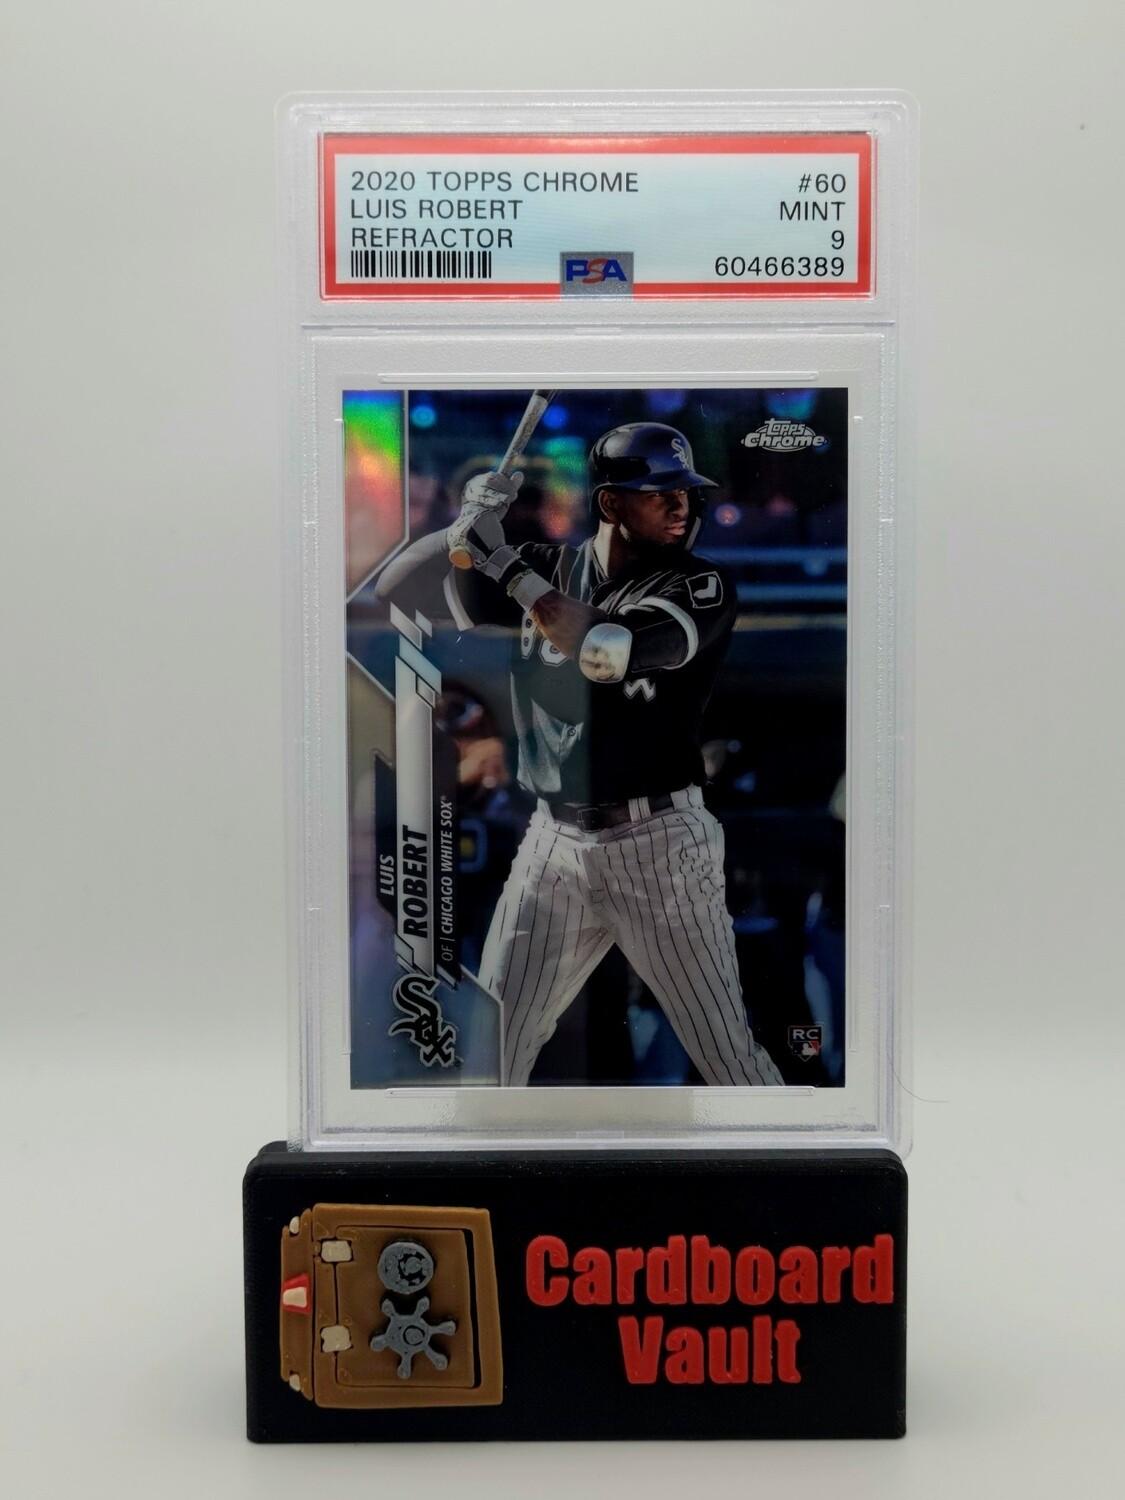 2020 TOPPS CHROME #60
LUIS ROBERT MINT
REFRACTOR 9
PSA 60466389
Topps
Chrome
LUIS
ROBERT
OF | CHICAGO WHITE SOX®
Sox
RC
Cardboard
Vault